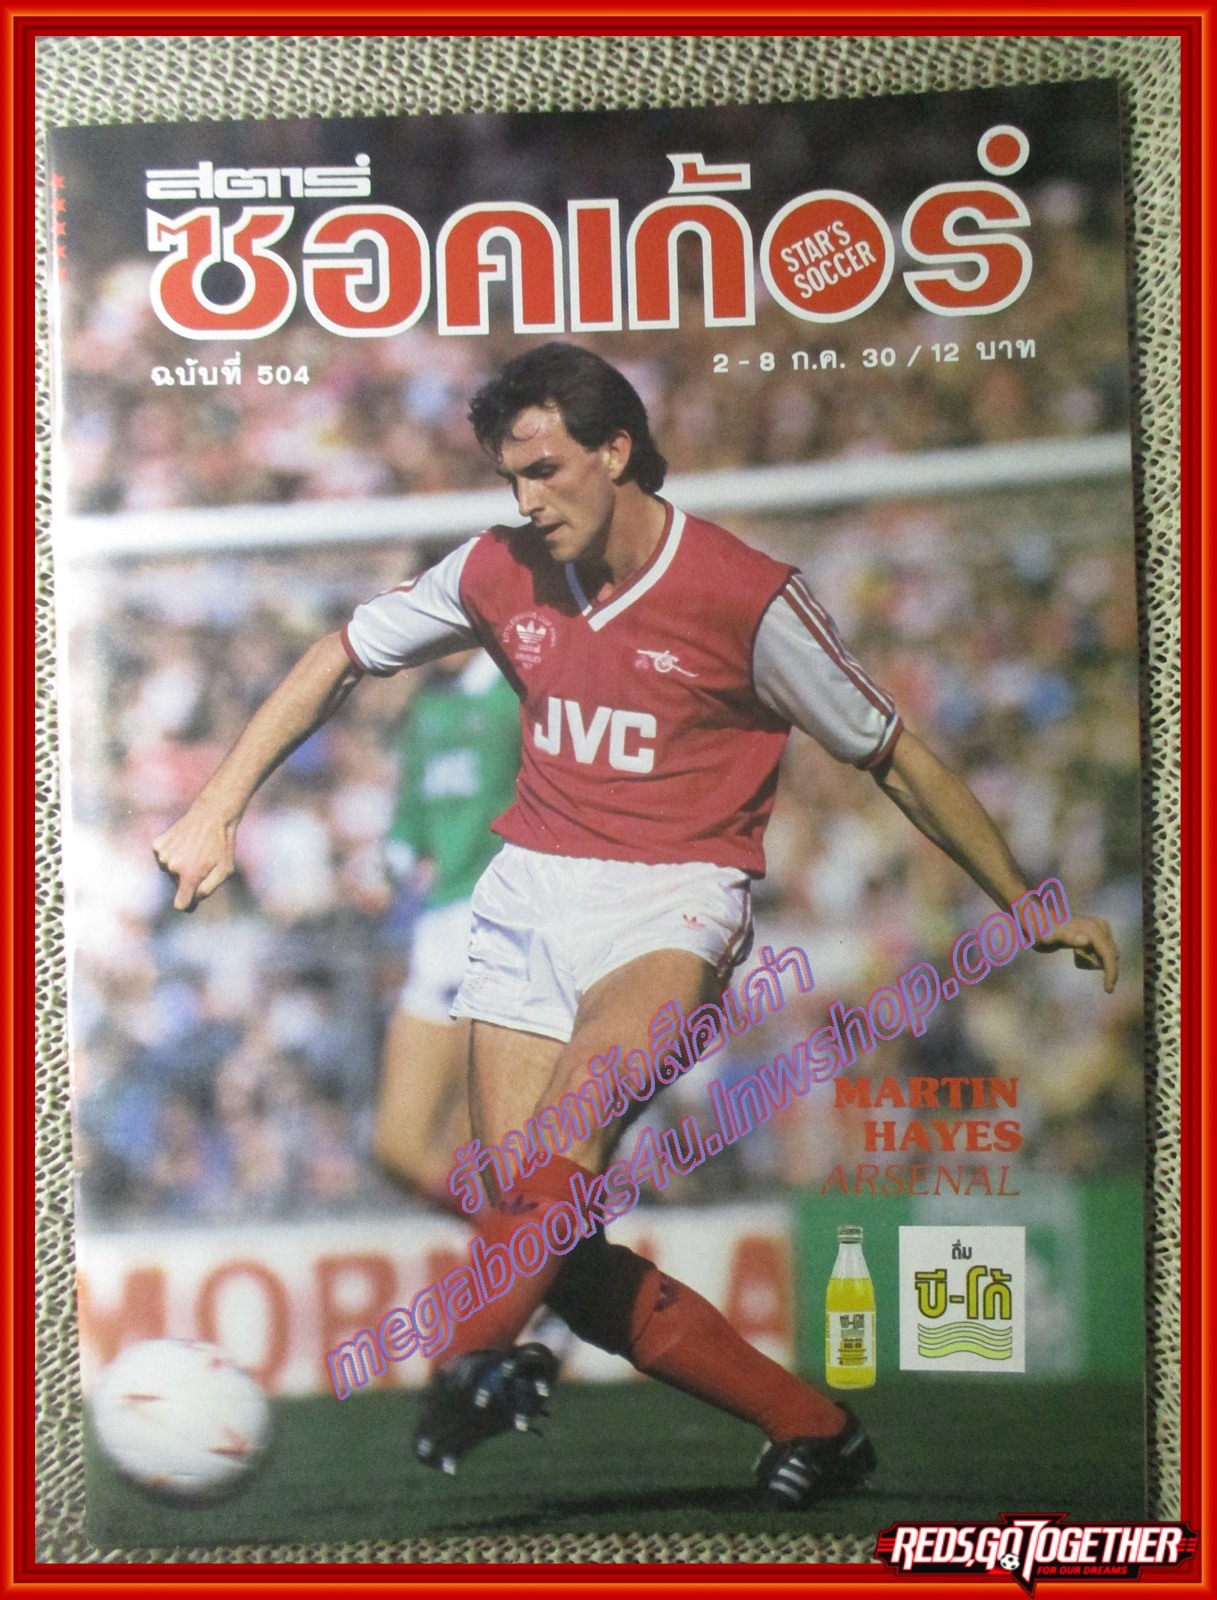 สตาร์
ซอคเก้อร์
STAR'S
SOCCER
ฉบับที่ 504
2-8 ก.ค. 30 / 12 บาท
JVC
ร้านหนังสือเก่า
megabooks4u.lnwshop.com
MARTIN
HAYES
ARSENAL
ดื่ม
บี-โก้
REDS,GOTOGETHER
FOR OUR DREAMS